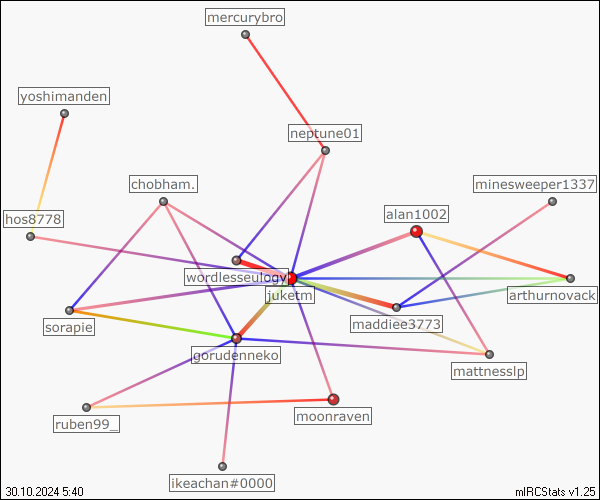 mercurybro
yoshimanden
neptune01
chobham.
minesweeper1337
alan1002
hos8778
wordlesseulogy
juketm
arthurnovack
maddiee3773
sorapie
gorudenneko
mattnesslp
moonraven
ruben99_
ikeachan#0000
30.10.2024 5:40
mIRCStats v1.25